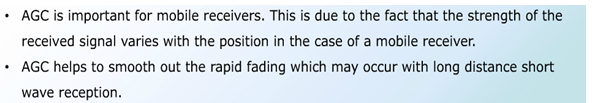 • AGC is important for mobile receivers. This is due to the fact that the strength of the
received signal varies with the position in the case of a mobile receiver.
• AGC helps to smooth out the rapid fading which may occur with long distance short
wave reception.